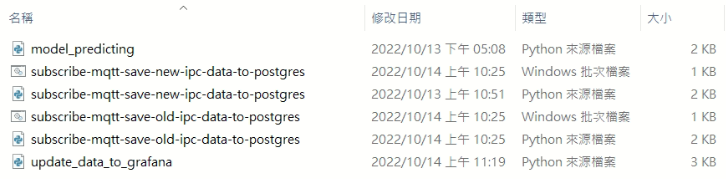 名稱 修改日期 類型 大小
model_predicting 2022/10/13 下午 05:08 Python 來源檔案 2 KB
subscribe-mqtt-save-new-ipc-data-to-postgres 2022/10/14 上午 10:25 Windows 批次檔案 1 KB
subscribe-mqtt-save-new-ipc-data-to-postgres 2022/10/13 上午 10:51 Python 來源檔案 2 KB
subscribe-mqtt-save-old-ipc-data-to-postgres 2022/10/14 上午 10:25 Windows 批次檔案 1 KB
subscribe-mqtt-save-old-ipc-data-to-postgres 2022/10/14 上午 10:25 Python 來源檔案 2 KB
update_data_to_grafana 2022/10/14 上午 11:19 Python 來源檔案 3 KB